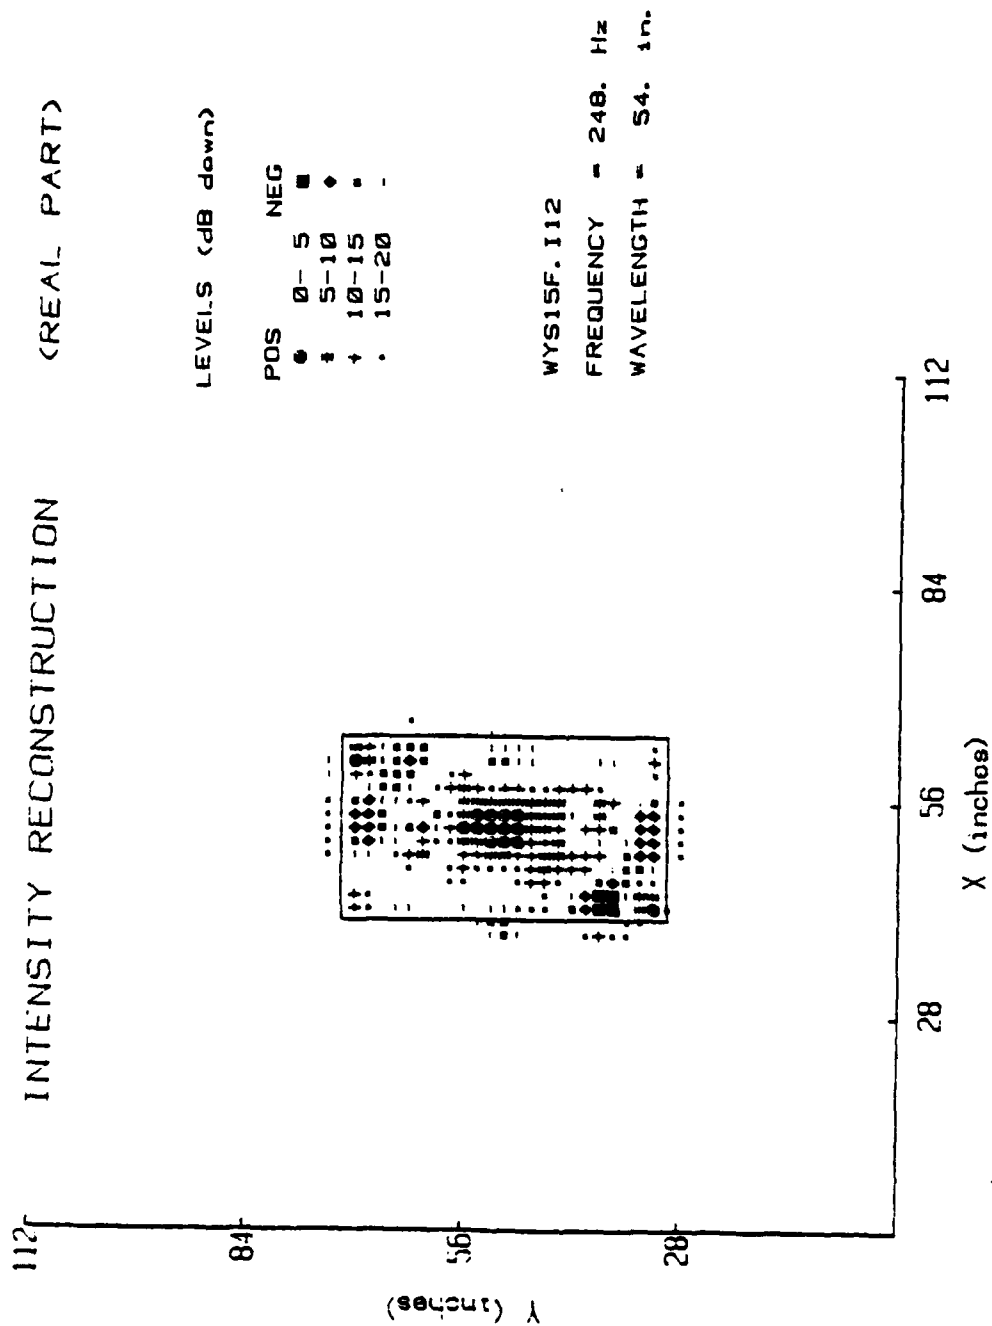 INTENSITY RECONSTRUCTION (REAL PART)
LEVELS (dB down)
POS NEG
0- 5
5-10
10-15
15-20
WYS15F.I12
FREQUENCY = 248. Hz
WAVELENGTH = 54. in.
112
84
56
28
Y (inches)
28
56
84
112
X (inches)